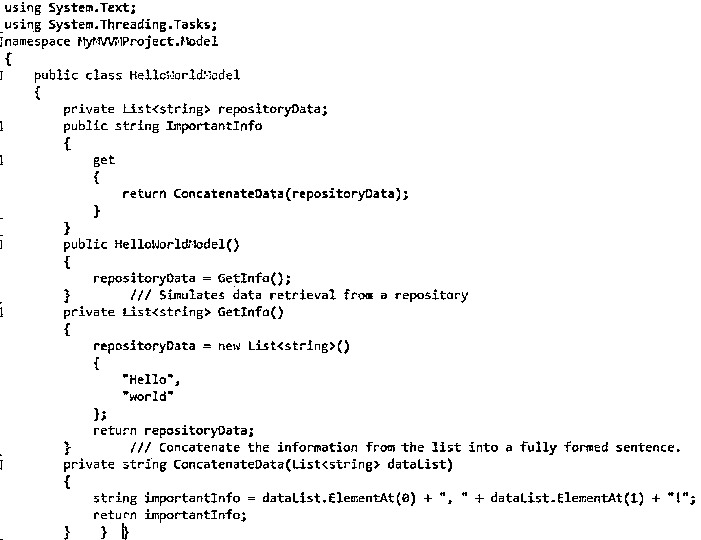 using System.Text;
using System.Threading.Tasks;
namespace MyMVVMProject.Model
{
public class HelloWorldModel
{
private List<string> repositoryData;
public string ImportantInfo
{
get
{
return ConcatenateData(repositoryData);
}
}
public HelloWorldModel()
{
repositoryData = GetInfo();
} /// Simulates data retrieval from a repository
private List<string> GetInfo()
{
repositoryData = new List<string>()
{
"Hello",
"world"
};
return repositoryData;
} /// Concatenate the information from the list into a fully formed sentence.
private string ConcatenateData(List<string> dataList)
{
string importantInfo = dataList.ElementAt(0) + ", " + dataList.ElementAt(1) + "!";
return importantInfo;
} } }